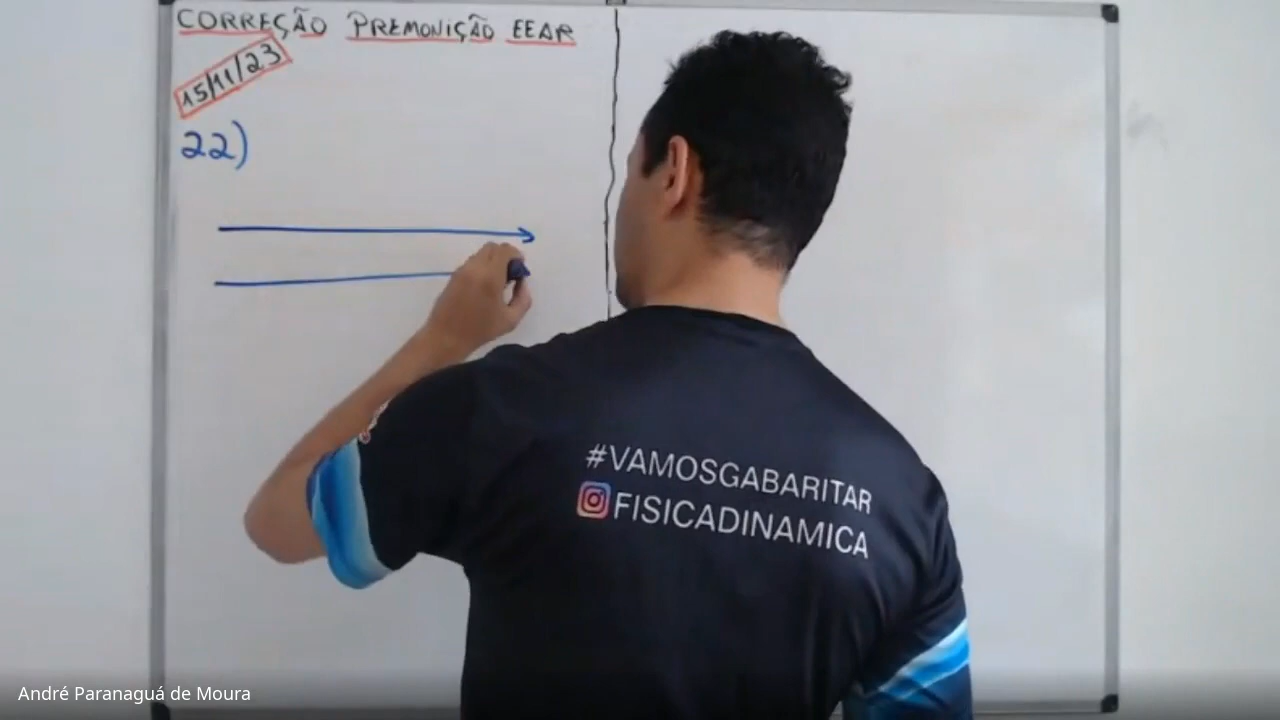 CORREÇÃO PREMONIÇÃO EEAR
15/11/23
22)
#VAMOSGABARITAR
FISICADINAMICA
André Paranaguá de Moura